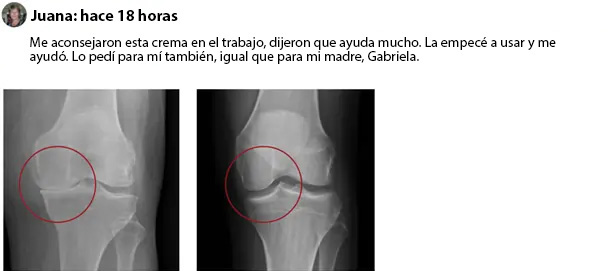 Juana: hace 18 horas
Me aconsejaron esta crema en el trabajo, dijeron que ayuda mucho. La empecé a usar y me
ayudó. Lo pedí para mí también, igual que para mi madre, Gabriela.